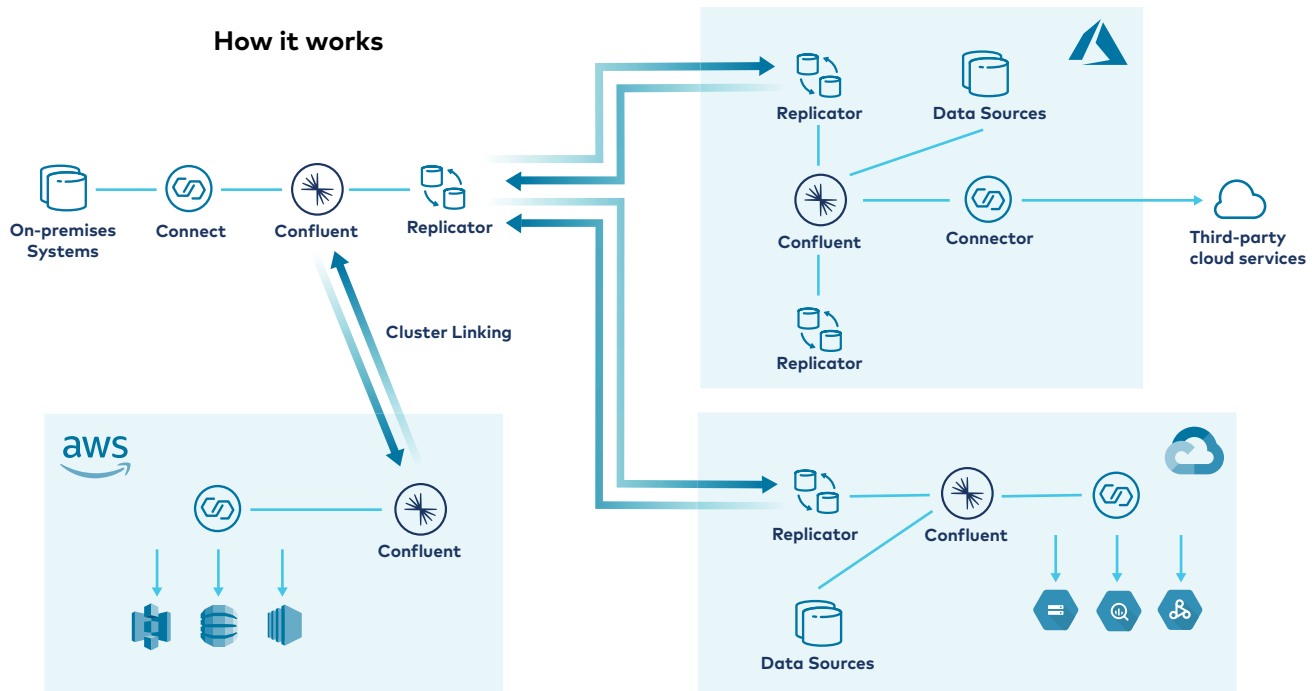 How it works
Replicator
Data Sources
On-premises
Systems
Connect
Confluent
Replicator
Confluent
Connector
Third-party
cloud services
Cluster Linking
Replicator
aws
Confluent
Replicator
Confluent
Data Sources